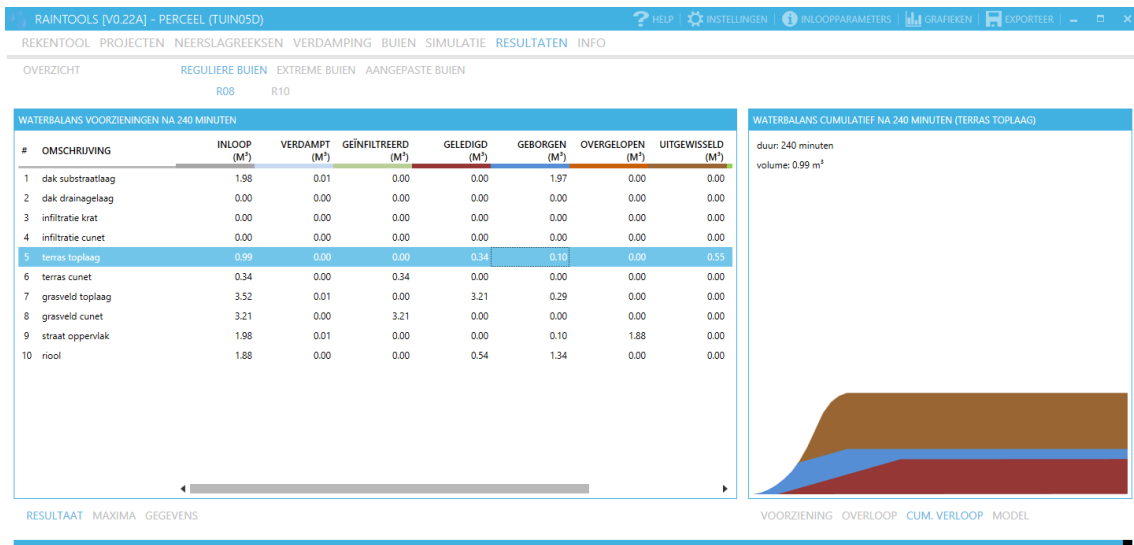 RAINTOOLS [V0.22A] - PERCEEL (TUIN05D) ? HELP | INSTELLINGEN | i INLOOPPARAMETERS | GRAFIEKEN | EXPORTEER |
REKENTOOL PROJECTEN NEERSLAGREEKSEN VERDAMPING BUIEN SIMULATIE RESULTATEN INFO
OVERZICHT REGULIERE BUIEN EXTREME BUIEN AANGEPASTE BUIEN
R08 R10
WATERBALANS VOORZIENINGEN NA 240 MINUTEN
# OMSCHRIJVING INLOOP (M³) VERDAMPT (M³) GEÏNFILTREERD (M³) GELEDIGD (M³) GEBORGEN (M³) OVERGELOPEN (M³) UITGEWISSELD (M³)
1 dak substraatlaag 1.98 0.01 0.00 0.00 1.97 0.00 0.00
2 dak drainagelaag 0.00 0.00 0.00 0.00 0.00 0.00 0.00
3 infiltratie krat 0.00 0.00 0.00 0.00 0.00 0.00 0.00
4 infiltratie cunet 0.00 0.00 0.00 0.00 0.00 0.00 0.00
5 terras toplaag 0.99 0.00 0.00 0.34 0.10 0.00 0.55
6 terras cunet 0.34 0.00 0.34 0.00 0.00 0.00 0.00
7 grasveld toplaag 3.52 0.01 0.00 3.21 0.29 0.00 0.00
8 grasveld cunet 3.21 0.00 3.21 0.00 0.00 0.00 0.00
9 straat oppervlak 1.98 0.01 0.00 0.00 0.10 1.88 0.00
10 riool 1.88 0.00 0.00 0.54 1.34 0.00 0.00
WATERBALANS CUMULATIEF NA 240 MINUTEN (TERRAS TOPLAAG)
duur: 240 minuten
volume: 0.99 m³
RESULTAAT MAXIMA GEGEVENS
VOORZIENING OVERLOOP CUM. VERLOOP MODEL